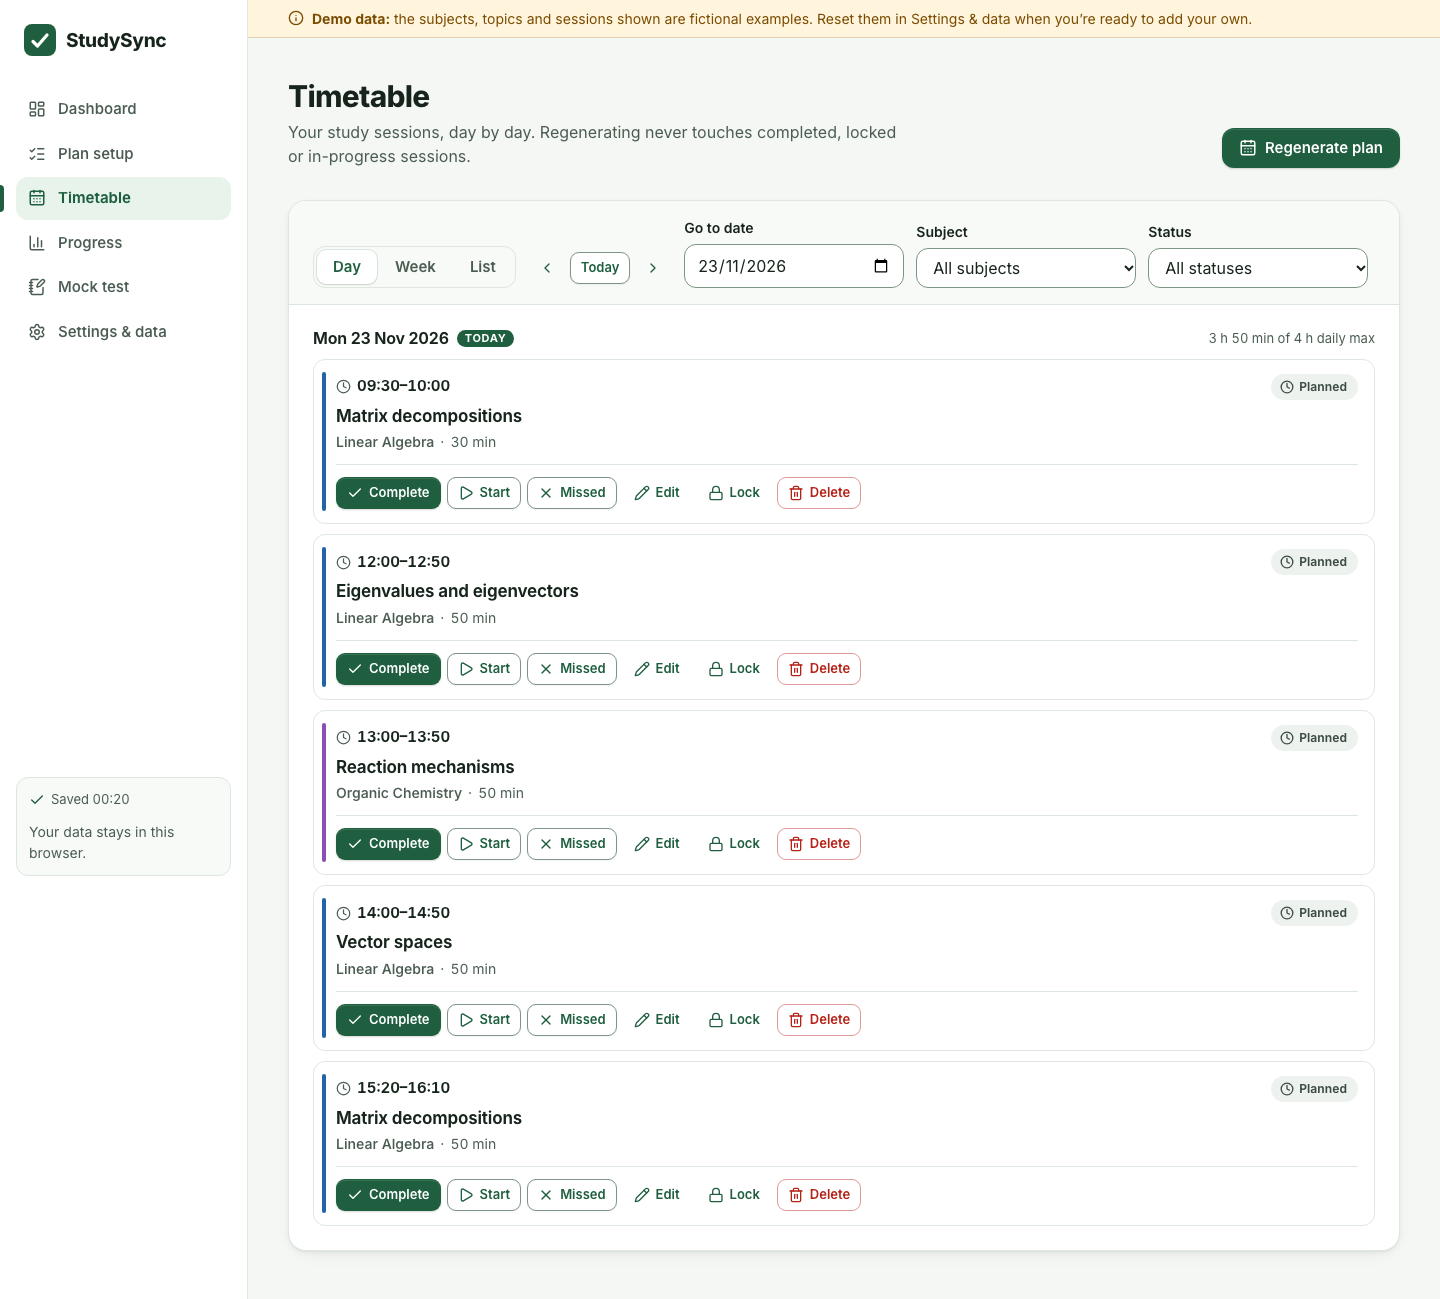 StudySync
Dashboard
Plan setup
Timetable
Progress
Mock test
Settings & data
Saved 00:20
Your data stays in this
browser.
Demo data: the subjects, topics and sessions shown are fictional examples. Reset them in Settings & data when you’re ready to add your own.
Timetable
Your study sessions, day by day. Regenerating never touches completed, locked
or in-progress sessions.
Regenerate plan
Day Week List
Today
Go to date
23/11/2026
Subject
All subjects
Status
All statuses
Mon 23 Nov 2026 TODAY
3 h 50 min of 4 h daily max
09:30–10:00
Planned
Matrix decompositions
Linear Algebra · 30 min
Complete Start Missed Edit Lock Delete
12:00–12:50
Planned
Eigenvalues and eigenvectors
Linear Algebra · 50 min
Complete Start Missed Edit Lock Delete
13:00–13:50
Planned
Reaction mechanisms
Organic Chemistry · 50 min
Complete Start Missed Edit Lock Delete
14:00–14:50
Planned
Vector spaces
Linear Algebra · 50 min
Complete Start Missed Edit Lock Delete
15:20–16:10
Planned
Matrix decompositions
Linear Algebra · 50 min
Complete Start Missed Edit Lock Delete